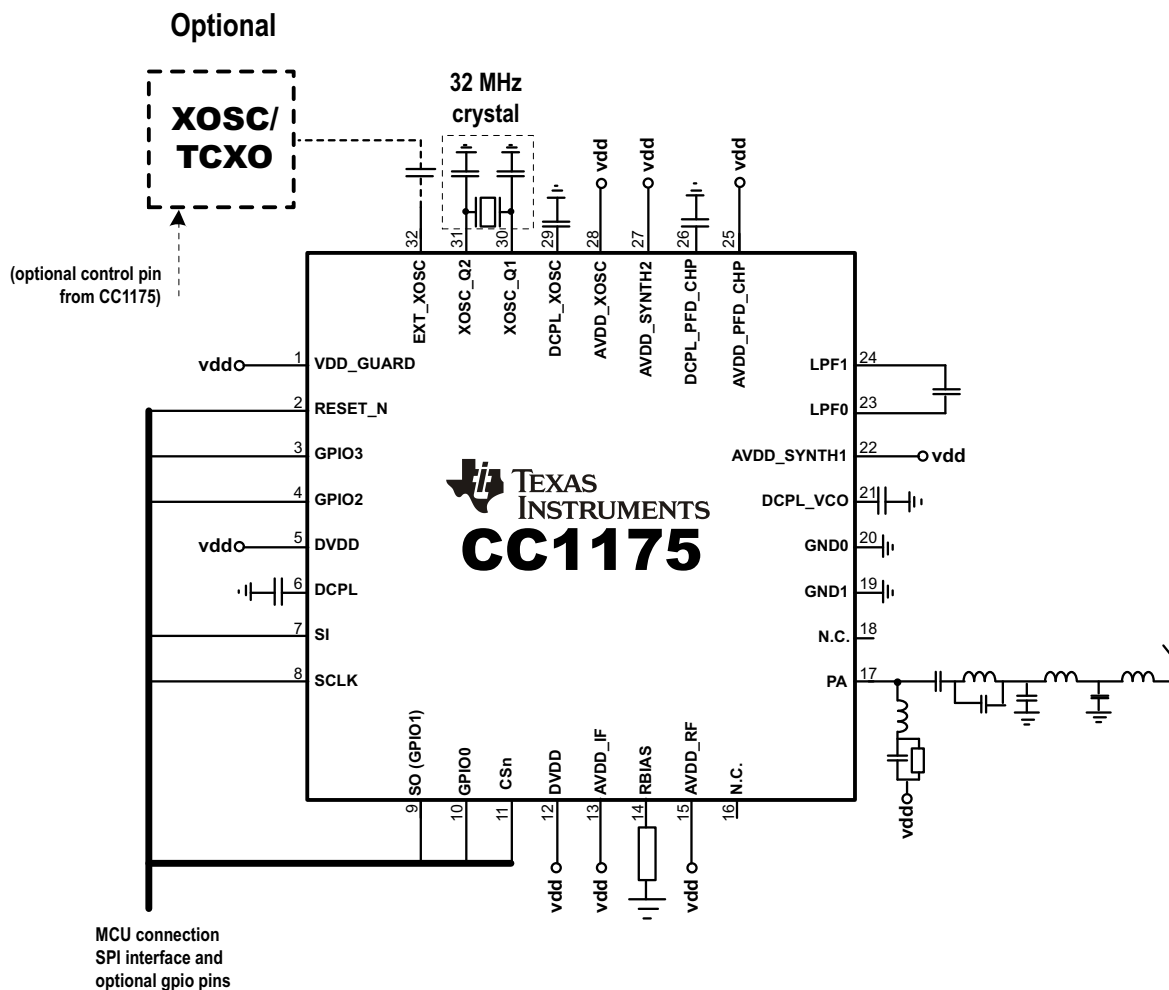 Optional
XOSC/
TCXO
32 MHz
crystal
(optional control pin
from CC1175)
vdd
vdd
vdd
32
31
30
29
28
27
26
25
EXT_XOSC
XOSC_Q2
XOSC_Q1
DCPL_XOSC
AVDD_XOSC
AVDD_SYNTH2
DCPL_PFD_CHP
AVDD_PFD_CHP
vdd 1 VDD_GUARD
2 RESET_N
3 GPIO3
4 GPIO2
vdd 5 DVDD
6 DCPL
7 SI
8 SCLK
TEXAS
INSTRUMENTS
CC1175
LPF1 24
LPF0 23
AVDD_SYNTH1 22 vdd
DCPL_VCO 21
GND0 20
GND1 19
N.C. 18
PA 17
vdd
SO (GPIO1)
GPIO0
CSn
DVDD
AVDD_IF
RBIAS
AVDD_RF
N.C.
9
10
11
12
13
14
15
16
vdd
vdd
vdd
MCU connection
SPI interface and
optional gpio pins